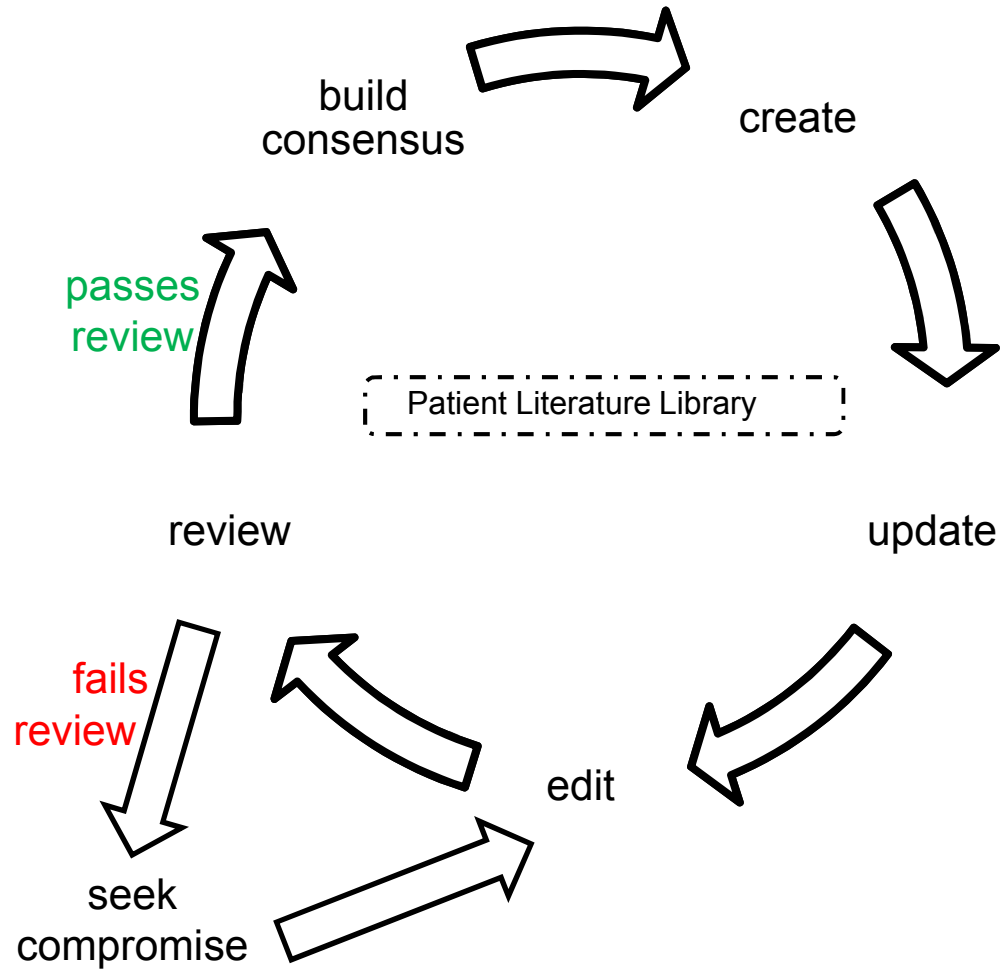 build
consensus
create
passes
review
Patient Literature Library
review
update
fails
review
edit
seek
compromise